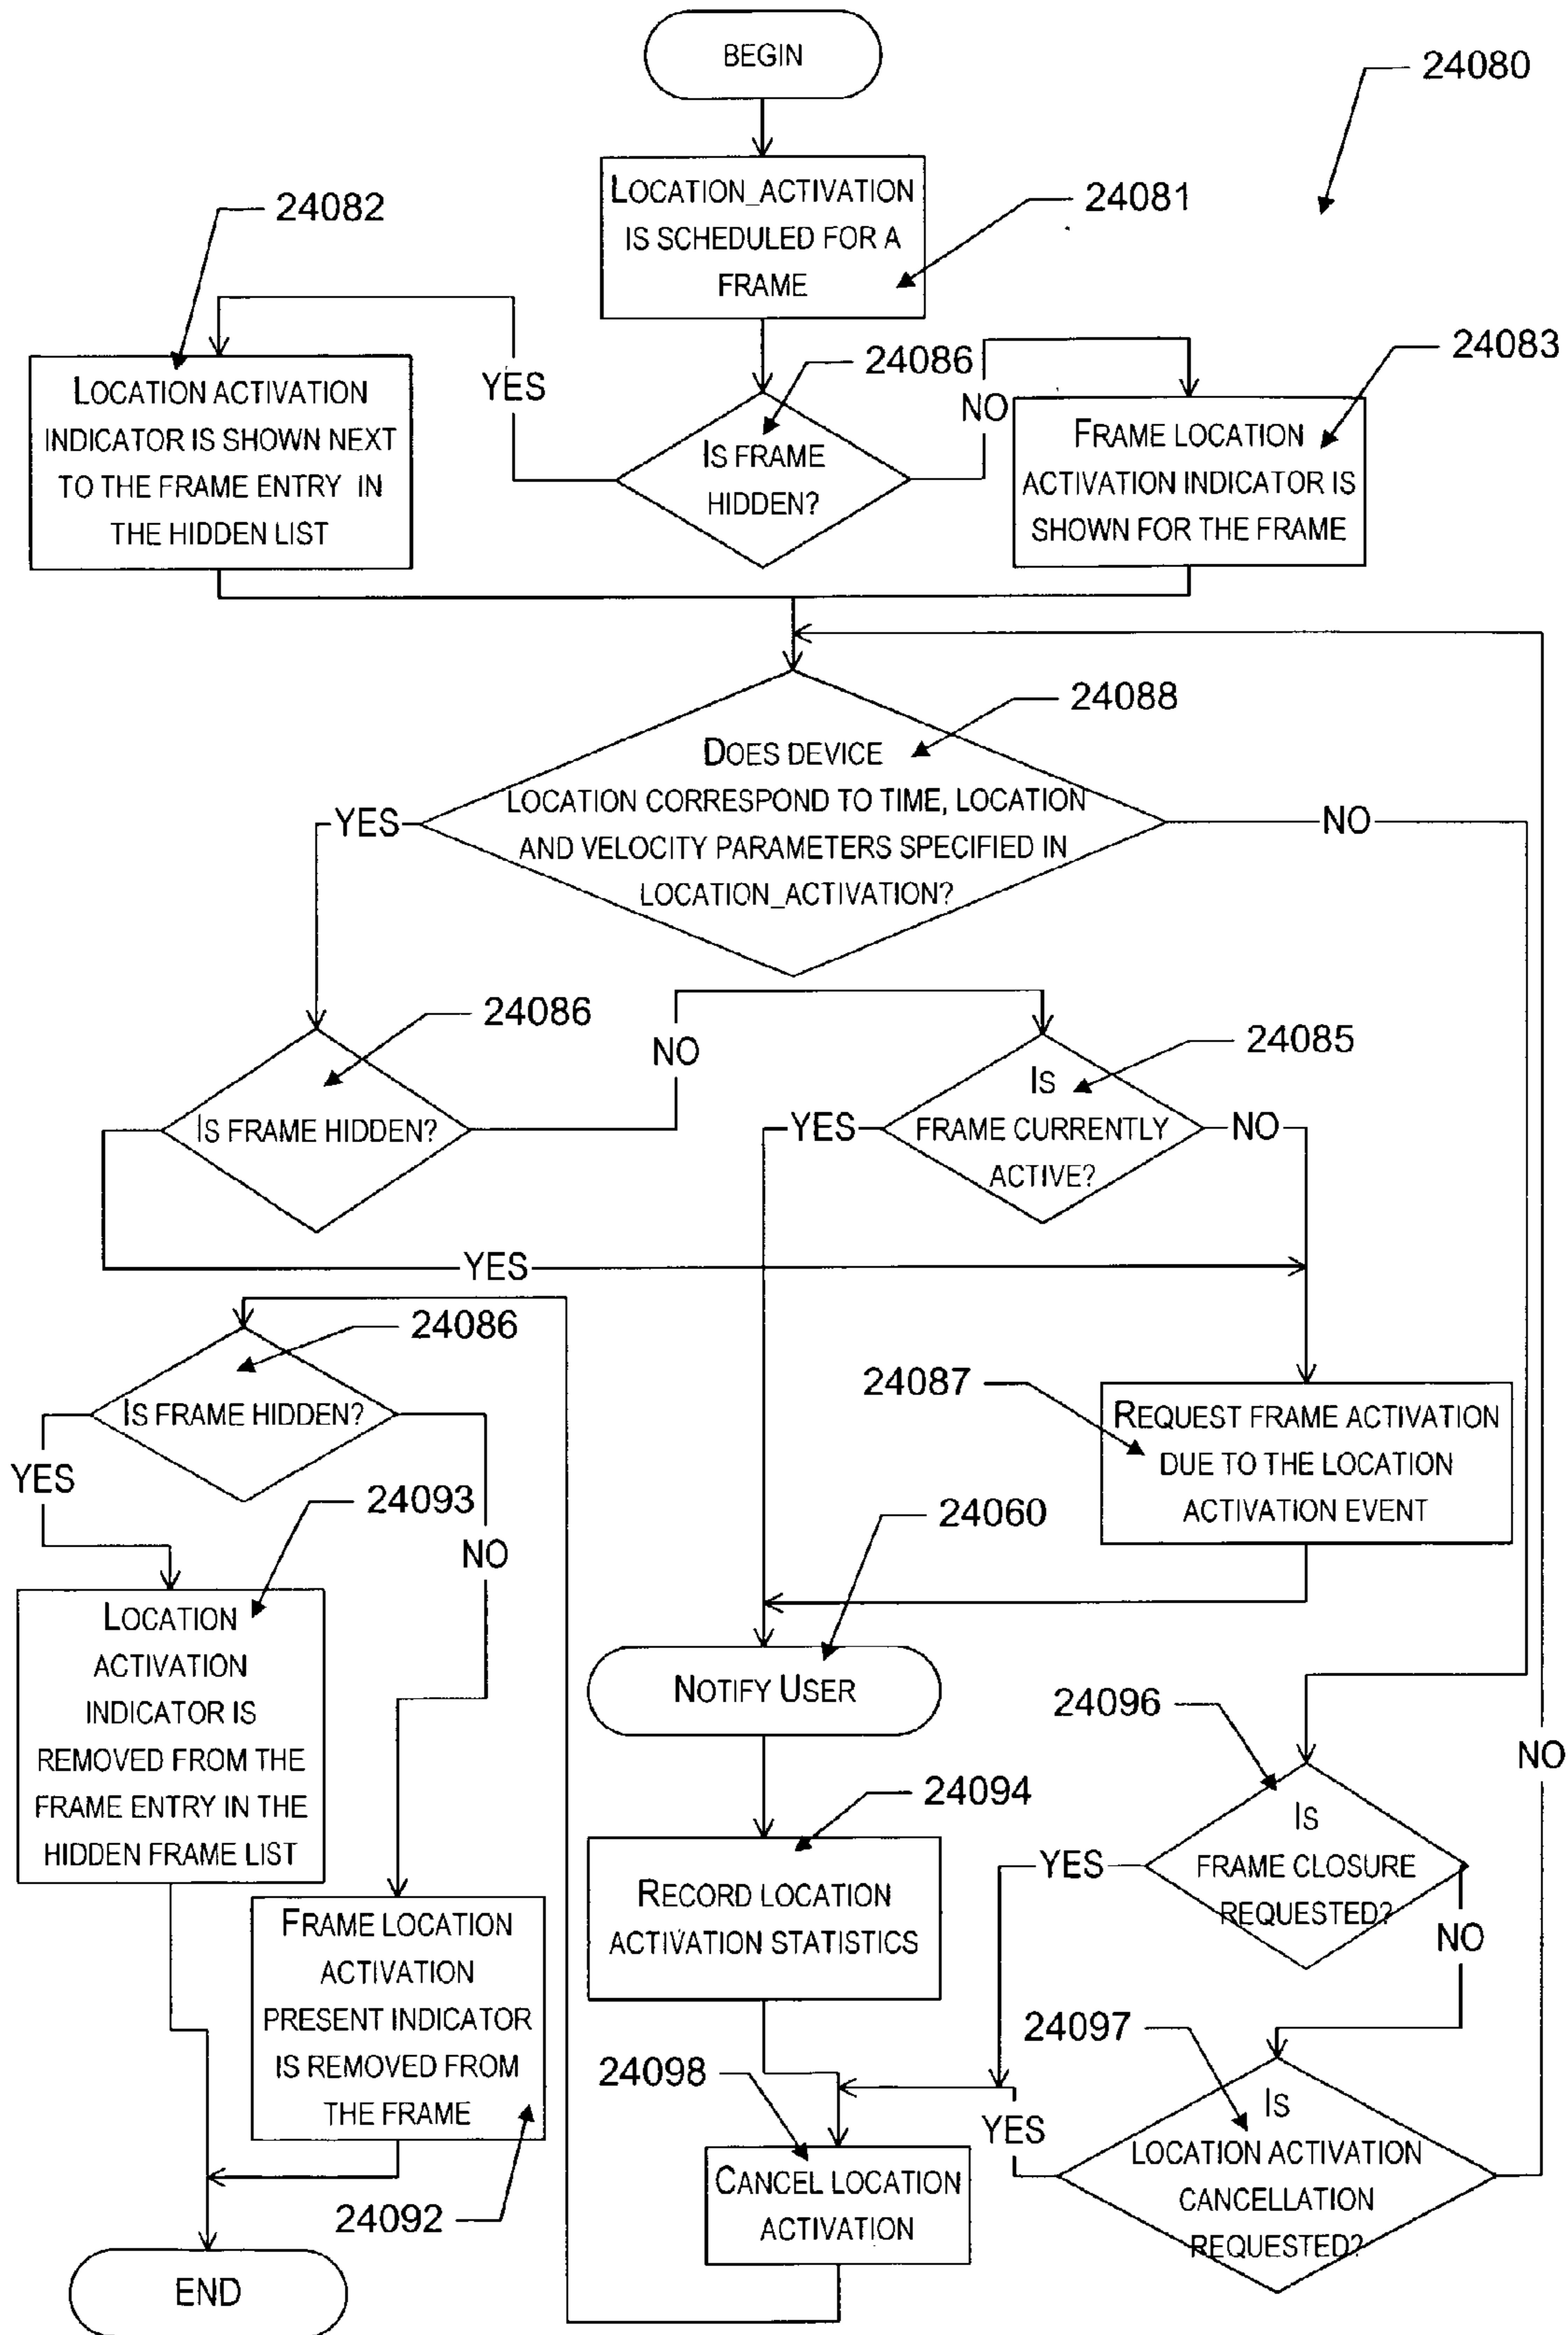 BEGIN
24080
LOCATION_ACTIVATION
IS SCHEDULED FOR A
FRAME
24081
24082
LOCATION ACTIVATION
INDICATOR IS SHOWN NEXT
TO THE FRAME ENTRY IN
THE HIDDEN LIST
YES
24086
IS FRAME
HIDDEN?
NO
24083
FRAME LOCATION
ACTIVATION INDICATOR IS
SHOWN FOR THE FRAME
24088
DOES DEVICE
LOCATION CORRESPOND TO TIME, LOCATION
AND VELOCITY PARAMETERS SPECIFIED IN
LOCATION_ACTIVATION?
YES
NO
24086
IS FRAME HIDDEN?
NO
24085
IS
FRAME CURRENTLY
ACTIVE?
YES
NO
YES
24086
IS FRAME HIDDEN?
YES
NO
24087
REQUEST FRAME ACTIVATION
DUE TO THE LOCATION
ACTIVATION EVENT
24093
LOCATION
ACTIVATION
INDICATOR IS
REMOVED FROM THE
FRAME ENTRY IN THE
HIDDEN FRAME LIST
24060
NOTIFY USER
24096
IS
FRAME CLOSURE
REQUESTED?
YES
NO
NO
24094
RECORD LOCATION
ACTIVATION STATISTICS
FRAME LOCATION
ACTIVATION
PRESENT INDICATOR
IS REMOVED FROM
THE FRAME
24092
24097
IS
LOCATION ACTIVATION
CANCELLATION
REQUESTED?
YES
24098
CANCEL LOCATION
ACTIVATION
END